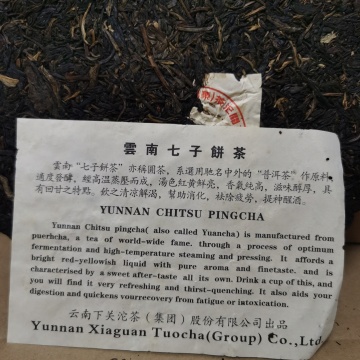 雲南七子餅茶
雲南“七子餅茶”亦稱圓茶，系選用馳名中外的“普洱茶”作原料，
適度發酵，經高温蒸壓而成，湯色紅黄鮮亮，香氣純高，滋味醇厚，具
有回甘之特點，飲之清凉解渴，幫助消化，祛除疲勞，提神醒酒。
YUNNAN CHITSU PINGCHA
Yunnan Chitsu pingcha( also called Yuancha) is manufactured from
puerhcha, a tea of world-wide fame. through a process of optimum
fermentation and high-temperature steaming and pressing. It affords a
bright red-yellowish liquid with pure aroma and finetaste. and is
characterised by a sweet after-taste all its own. Drink a cup of this, and
you will find it very refreshing and thirst-quenching. It also aids your
digestion and quickens yourrecovery from fatigue or intoxication.
云南下关沱茶（集团）股份有限公司出品
Yunnan Xiaguan Tuocha(Group) Co.,Ltd.